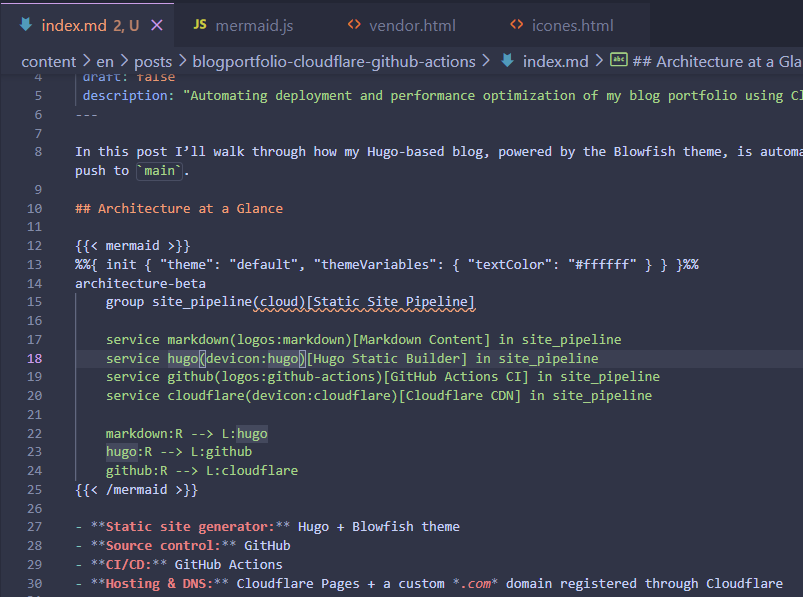 index.md 2, U × JS mermaid.js <> vendor.html <> icones.html
content > en > posts > blogportfolio-cloudflare-github-actions > index.md > abc ## Architecture at a Gla
4 draft: false
5 description: "Automating deployment and performance optimization of my blog portfolio using Cl
6 ---
7
8 In this post I’ll walk through how my Hugo-based blog, powered by the Blowfish theme, is automa
push to `main`.
9
10 ## Architecture at a Glance
11
12 {{< mermaid >}}
13 %%{ init { "theme": "default", "themeVariables": { "textColor": "#ffffff" } } }%%
14 architecture-beta
15 group site_pipeline(cloud)[Static Site Pipeline]
16
17 service markdown(logos:markdown)[Markdown Content] in site_pipeline
18 service hugo(devicon:hugo)[Hugo Static Builder] in site_pipeline
19 service github(logos:github-actions)[GitHub Actions CI] in site_pipeline
20 service cloudflare(devicon:cloudflare)[Cloudflare CDN] in site_pipeline
21
22 markdown:R --> L:hugo
23 hugo:R --> L:github
24 github:R --> L:cloudflare
25 {{< /mermaid >}}
26
27 - **Static site generator:** Hugo + Blowfish theme
28 - **Source control:** GitHub
29 - **CI/CD:** GitHub Actions
30 - **Hosting & DNS:** Cloudflare Pages + a custom *.com* domain registered through Cloudflare